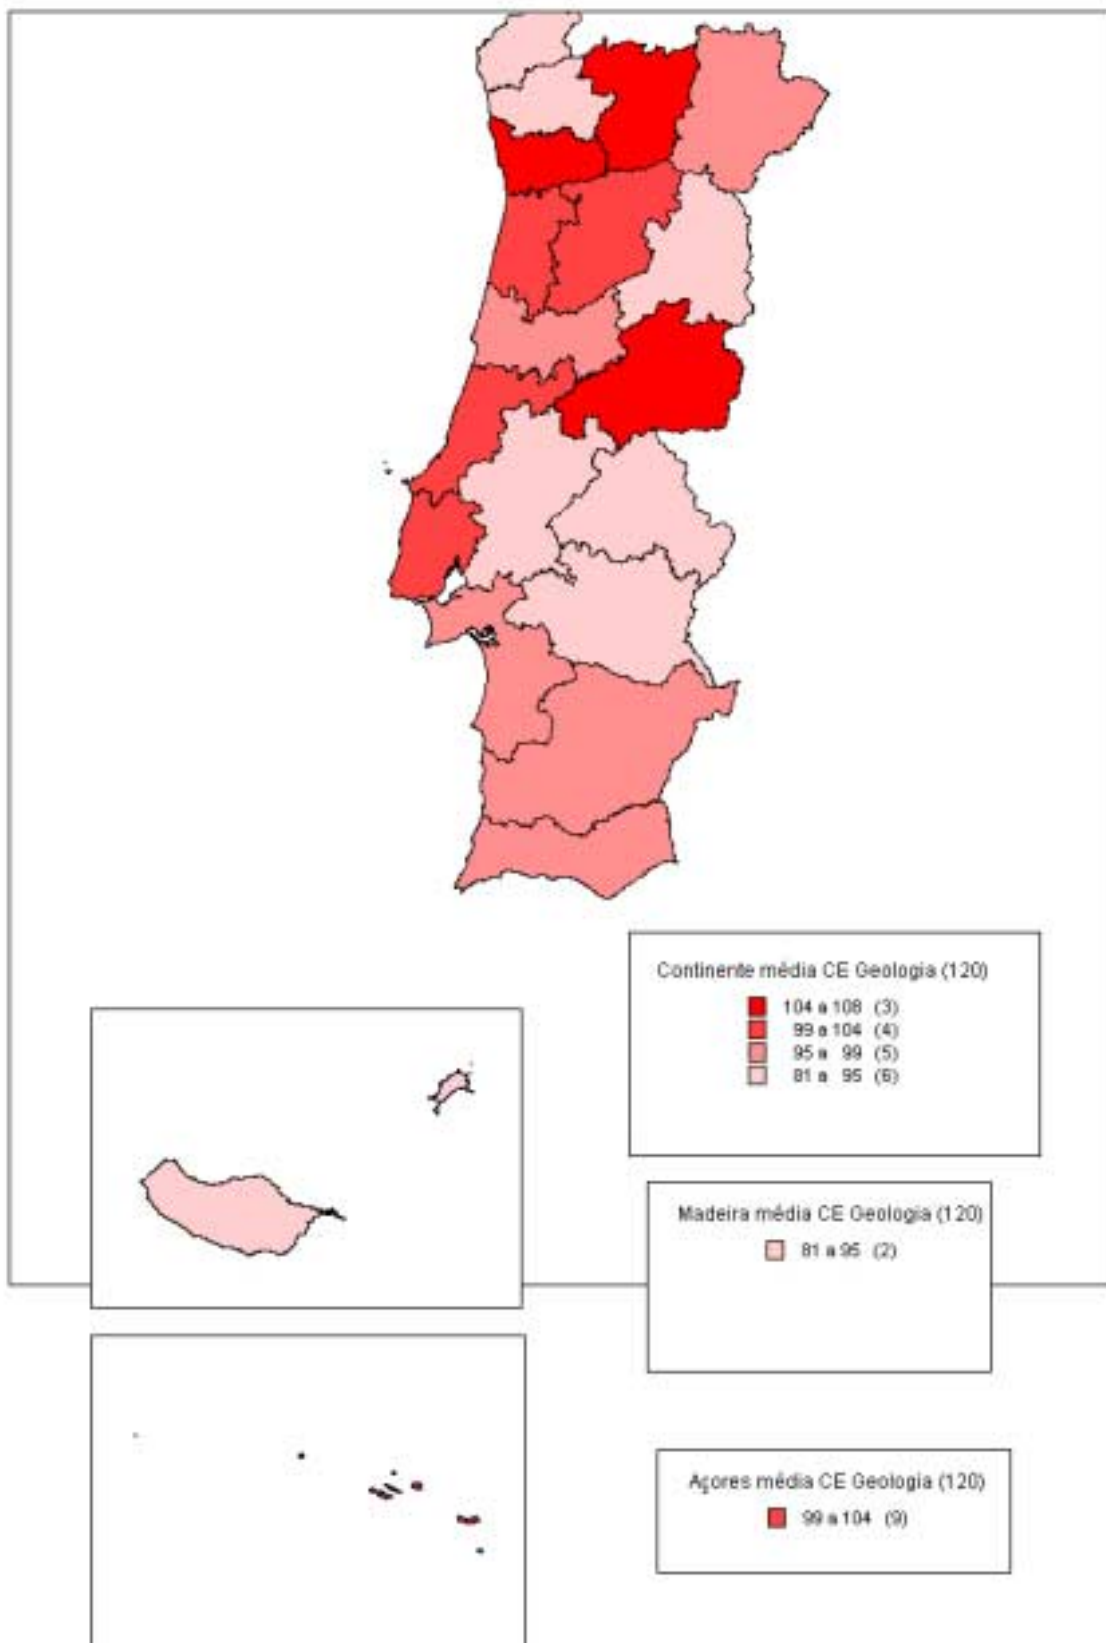 Continente média CE Geologia (120)
104 a 108 (3)
99 a 104 (4)
95 a 99 (5)
81 a 95 (6)
Madeira média CE Geologia (120)
81 a 95 (2)
Açores média CE Geologia (120)
99 a 104 (9)